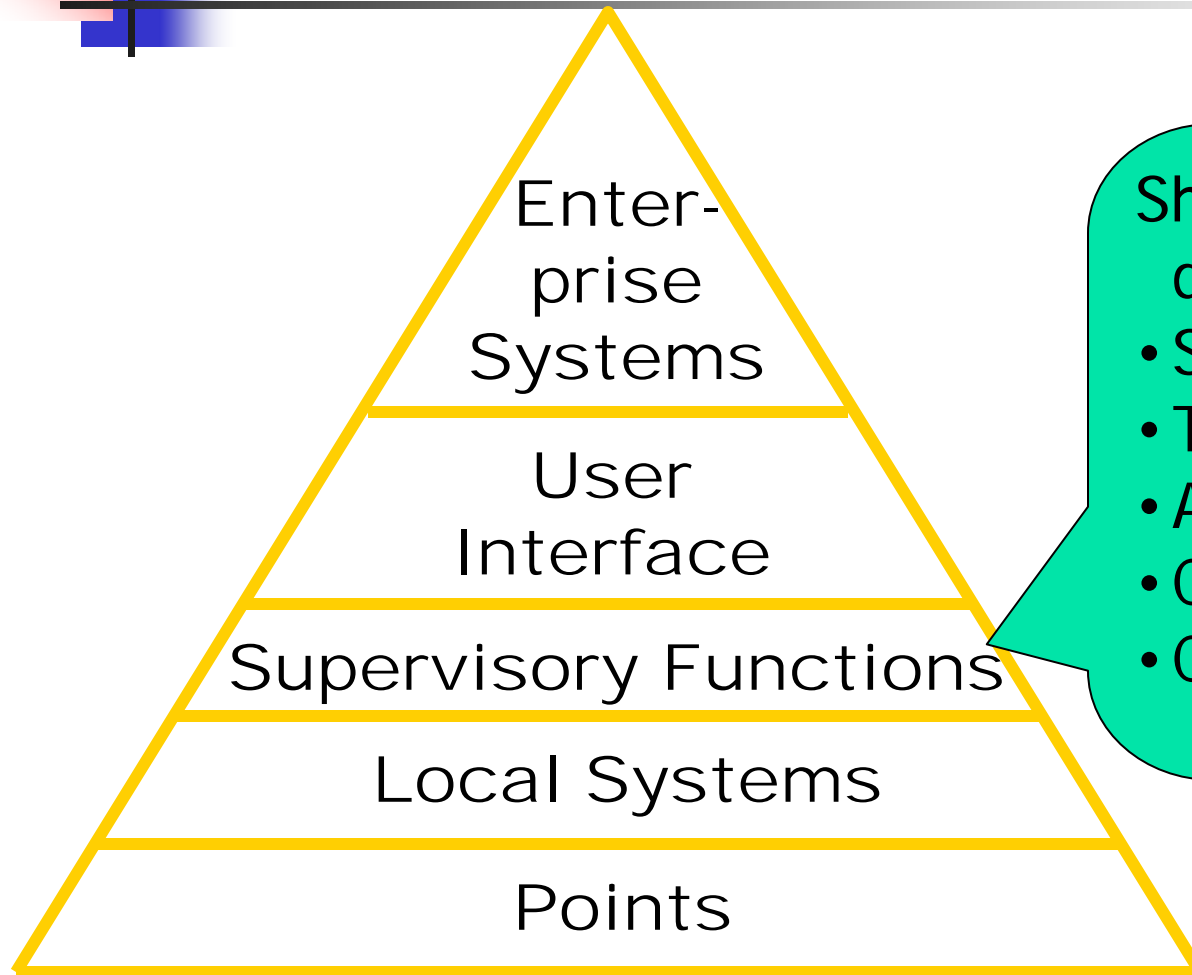 Enter-
prise
Systems
User
Interface
Supervisory Functions
Local Systems
Points